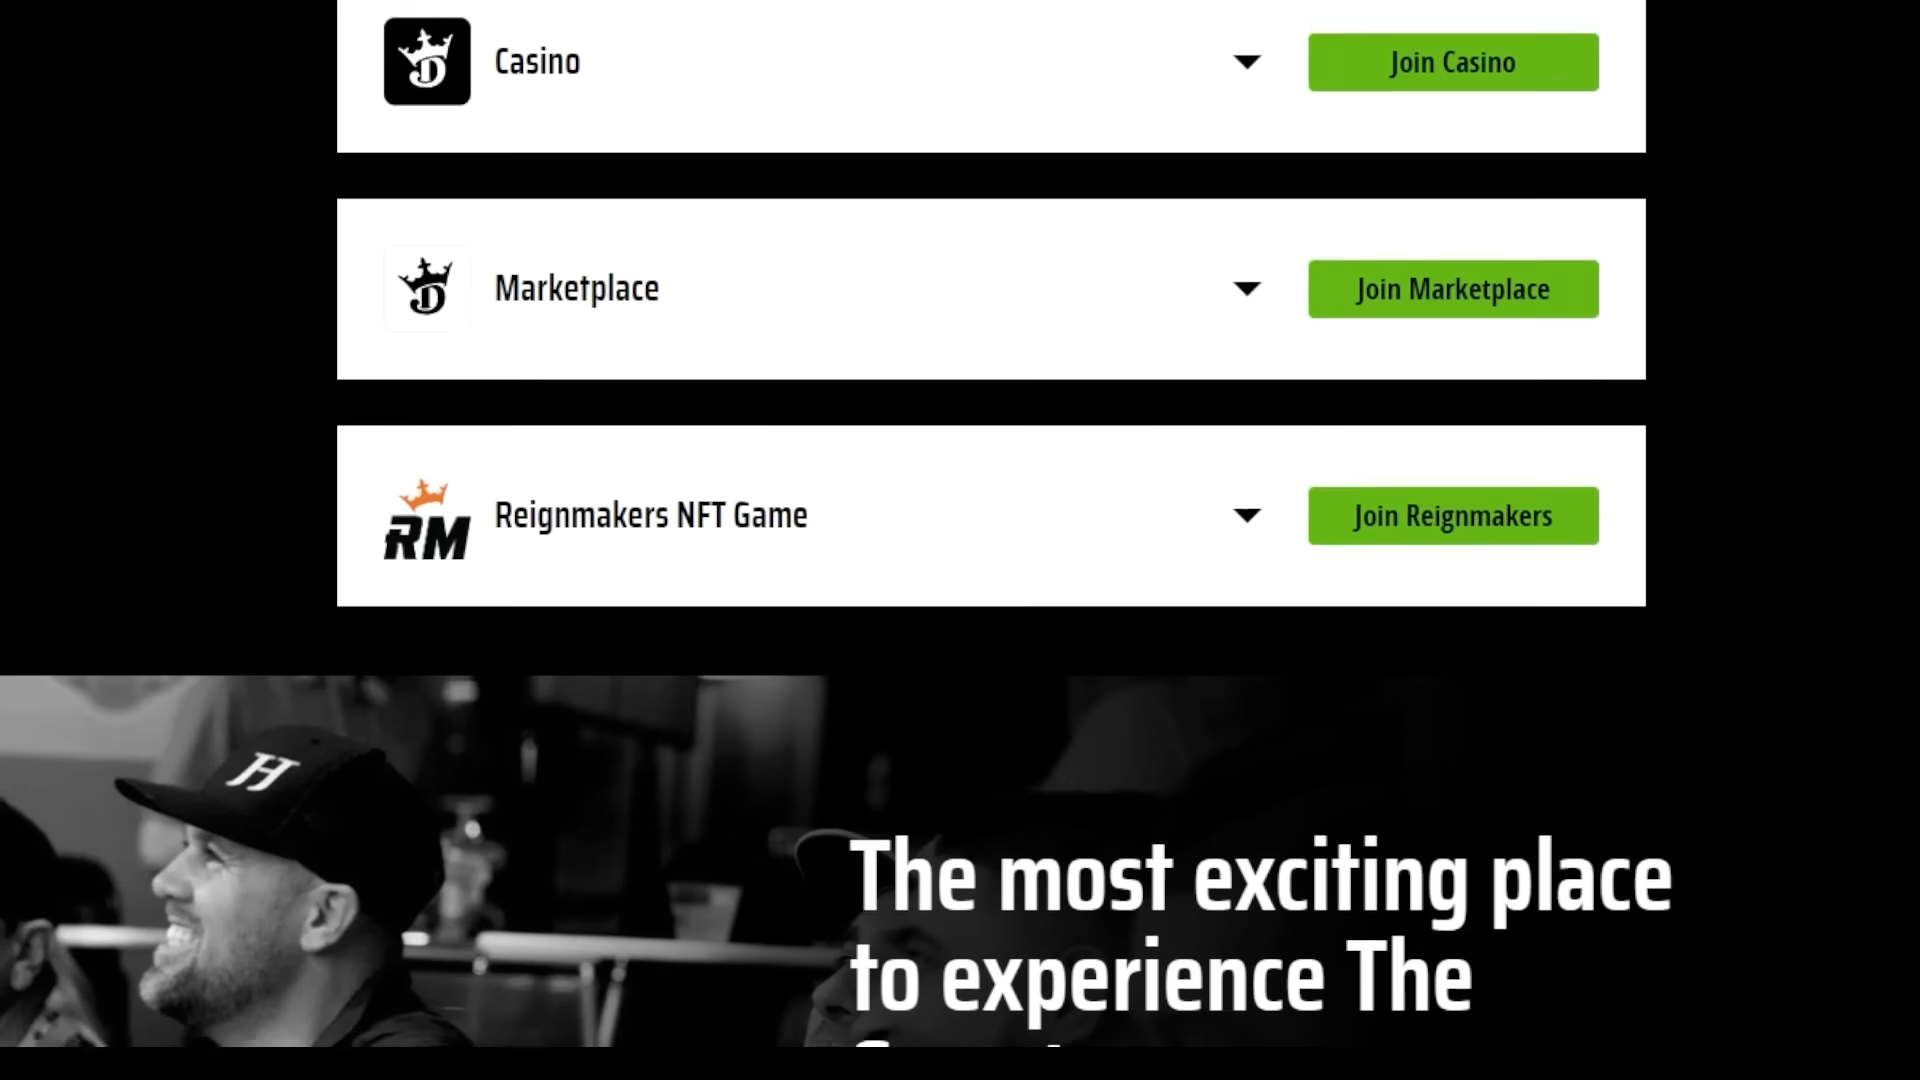 Casino
Join Casino
Marketplace
Join Marketplace
RM
Reignmakers NFT Game
Join Reignmakers
The most exciting place
to experience The